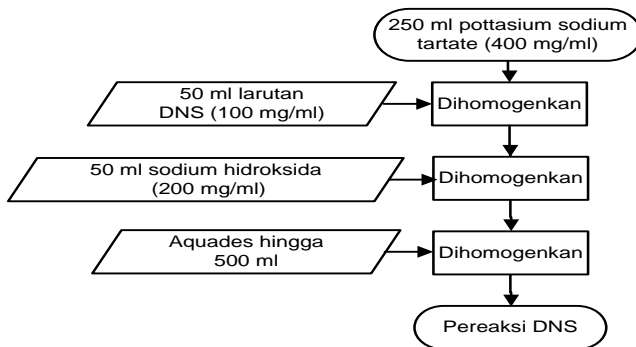 250 ml pottasium sodium
tartate (400 mg/ml)
50 ml larutan
DNS (100 mg/ml)
Dihomogenkan
50 ml sodium hidroksida
(200 mg/ml)
Dihomogenkan
Aquades hingga
500 ml
Dihomogenkan
Pereaksi DNS